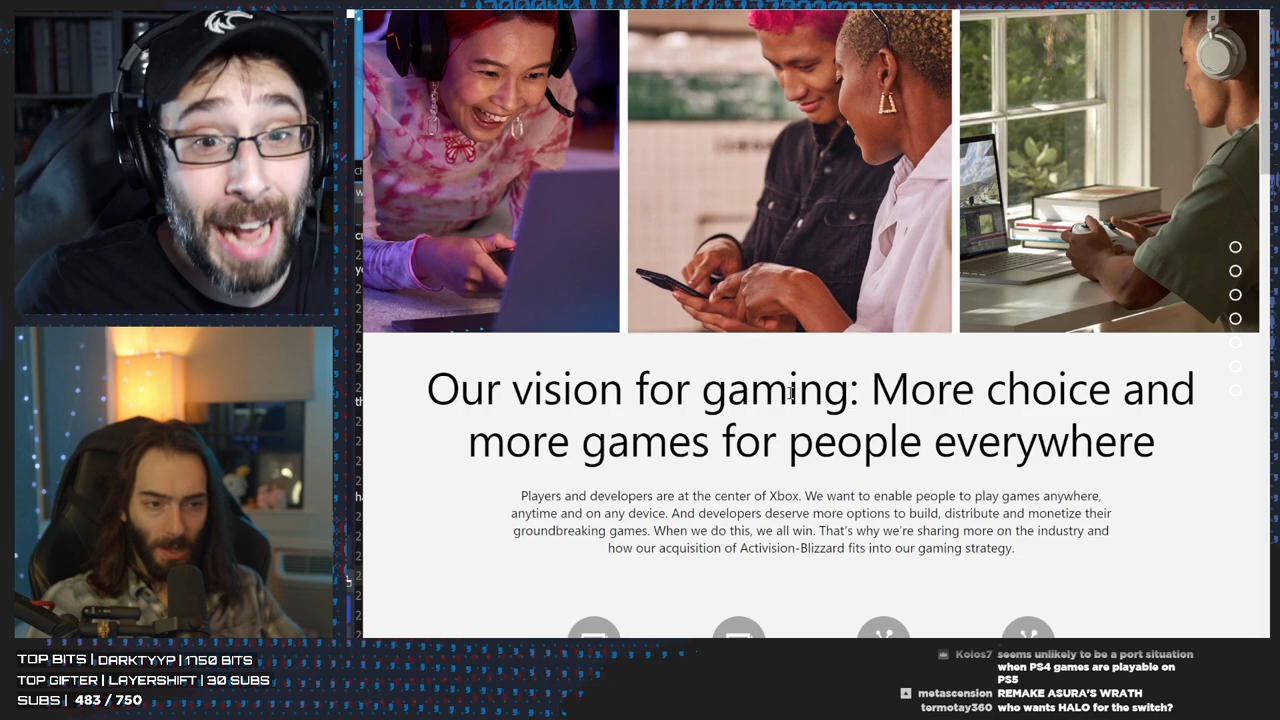 Our vision for gaming: More choice and
more games for people everywhere
Players and developers are at the center of Xbox. We want to enable people to play games anywhere,
anytime and on any device. And developers deserve more options to build, distribute and monetize their
groundbreaking games. When we do this, we all win. That's why we're sharing more on the industry and
how our acquisition of Activision-Blizzard fits into our gaming strategy.
TOP BITS | DARKTYYP | 1750 BITS
TOP GIFTER | LAYERSHIFT | 30 SUBS
SUBS | 483 / 750
Kolos7 seems unlikely to be a port situation
when PS4 games are playable on
PS5
metascension REMAKE ASURA'S WRATH
termotay360 who wants HALO for the switch?